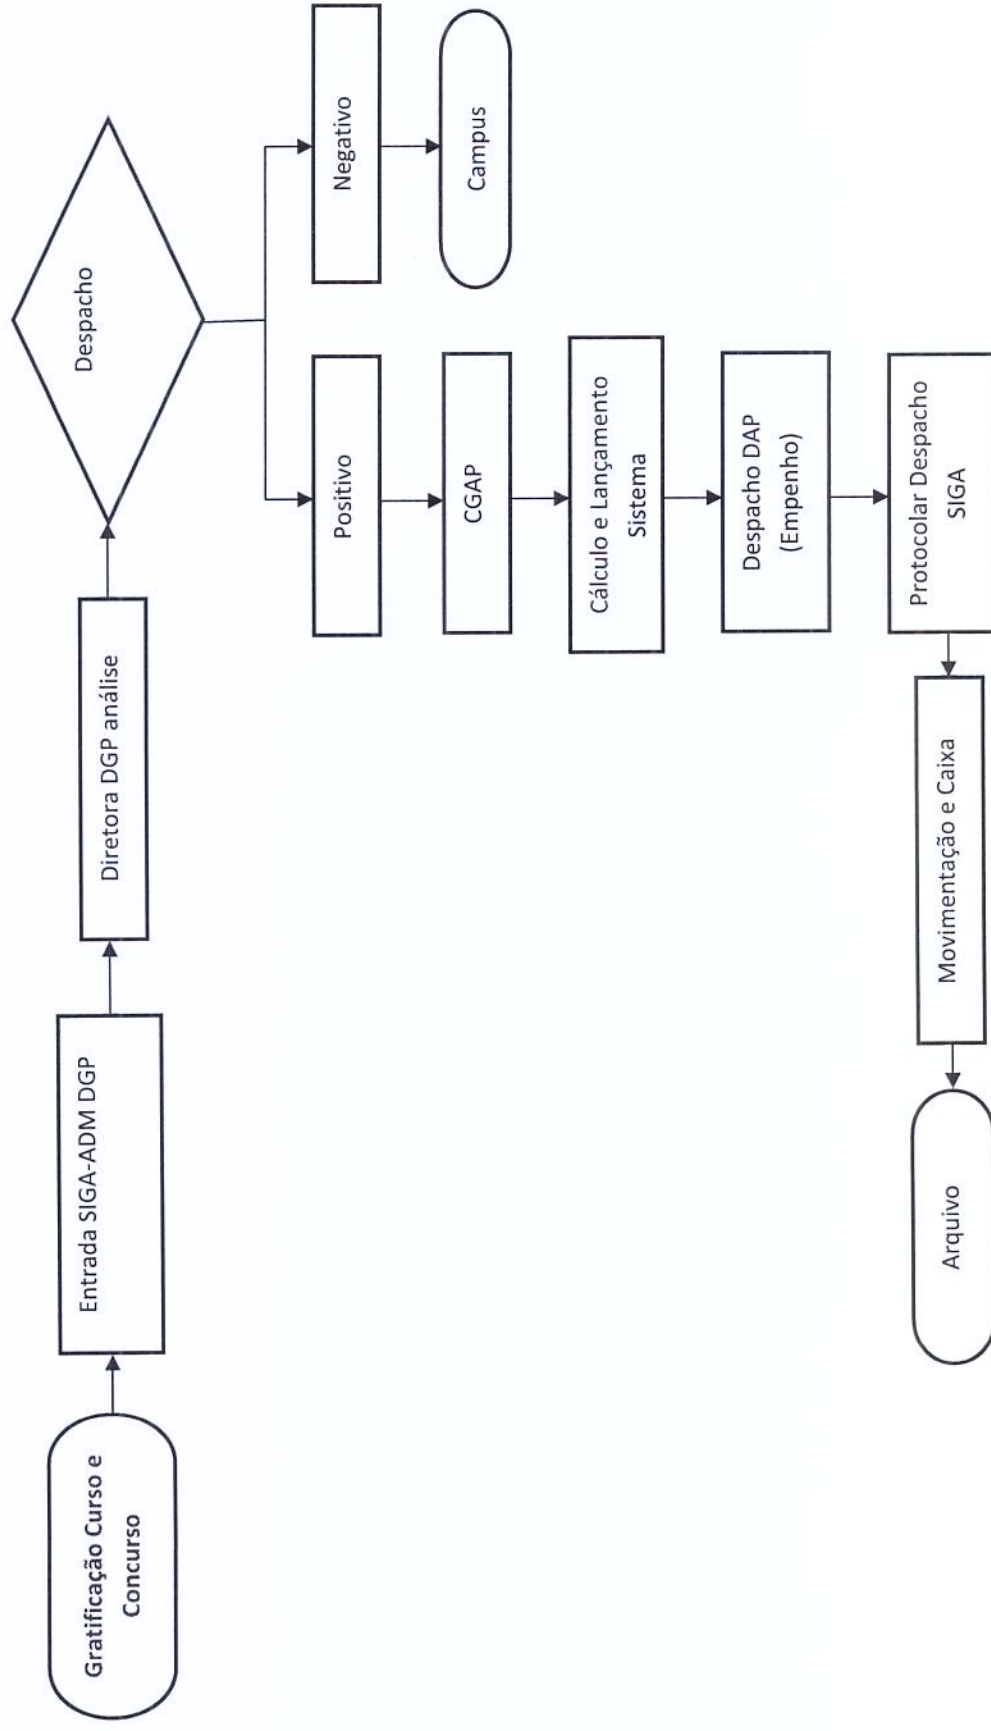 Gratificação Curso e
Concurso
Entrada SIGA-ADM DGP
Diretora DGP análise
Despacho
Positivo
Negativo
CGAP
Campus
Cálculo e Lançamento
Sistema
Despacho DAP
(Empenho)
Protocolar Despacho
SIGA
Movimentação e Caixa
Arquivo